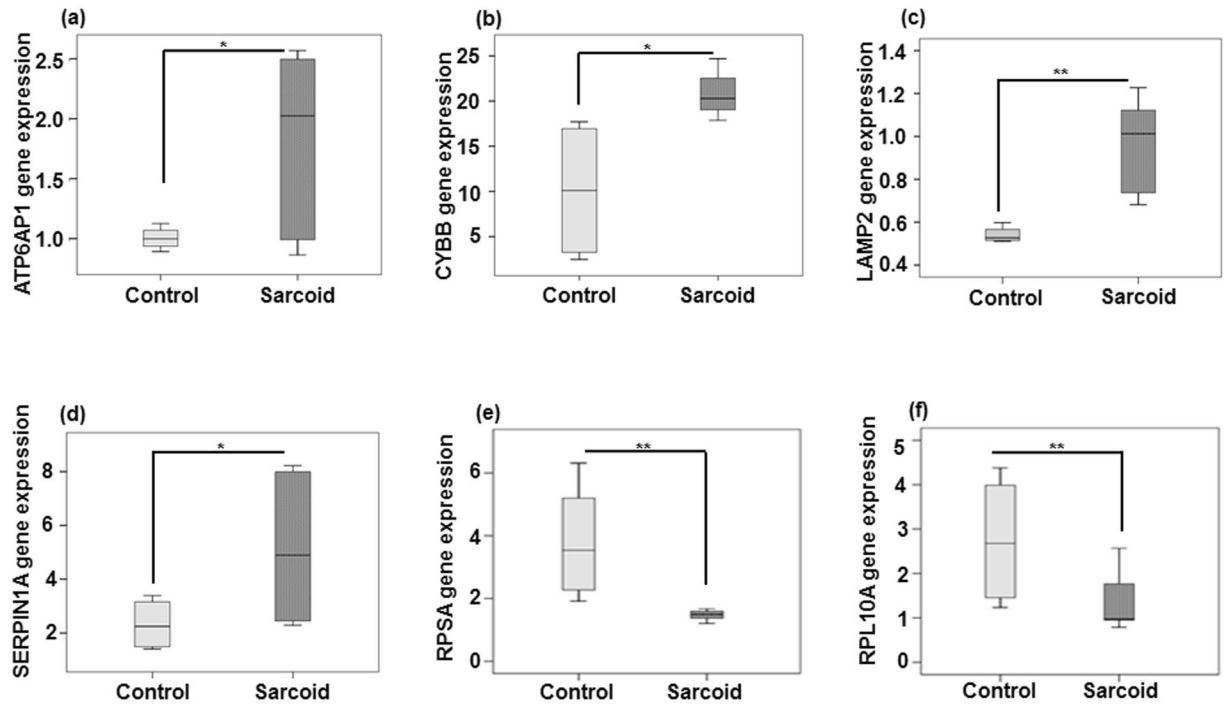 (a)
ATP6AP1 gene expression
2.5
2.0
1.5
1.0
*
Control
Sarcoid
(b)
CYBB gene expression
25
20
15
10
5
*
Control
Sarcoid
(c)
LAMP2 gene expression
1.4
1.2
1.0
0.8
0.6
0.4
**
Control
Sarcoid
(d)
SERPIN1A gene expression
8
6
4
2
*
Control
Sarcoid
(e)
RPSA gene expression
6
4
2
0
**
Control
Sarcoid
(f)
RPL10A gene expression
5
4
3
2
1
0
**
Control
Sarcoid